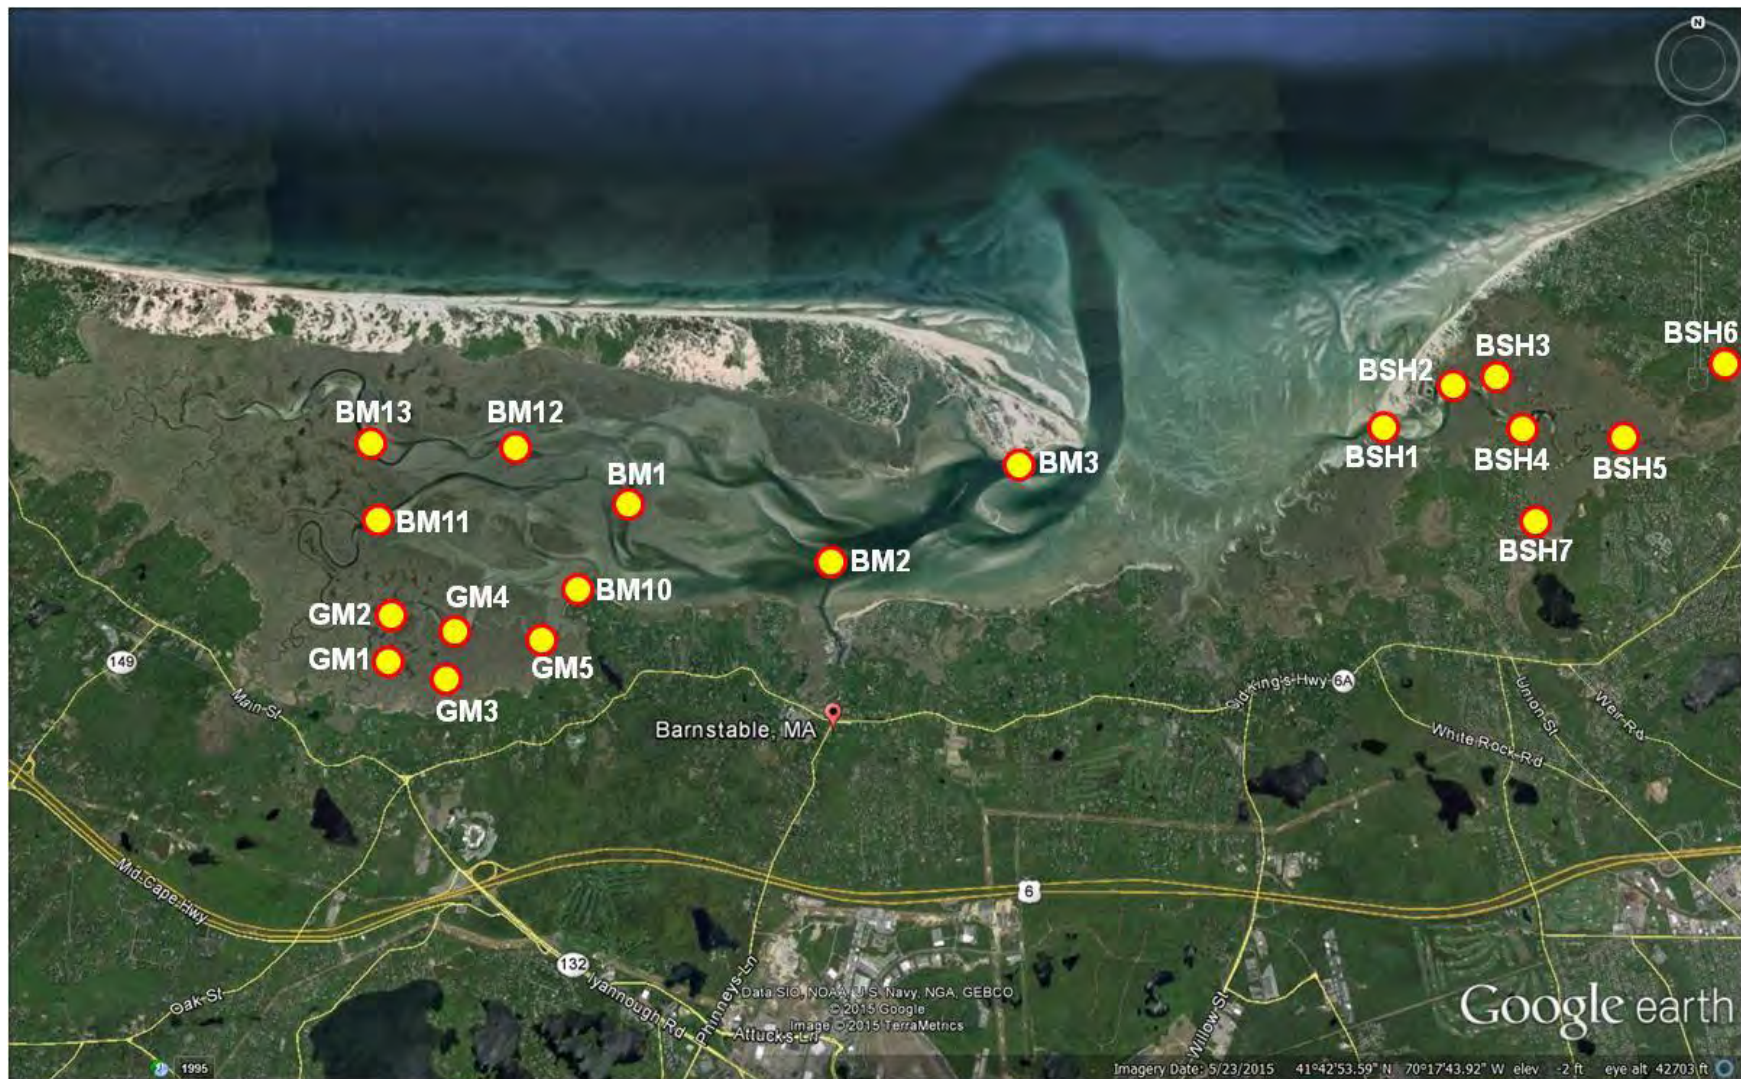 N
BSH6
BSH3
BSH2
BM13
BM12
BSH1
BSH4
BSH5
BM3
BM1
BM11
BSH7
BM2
BM10
GM2
GM4
GM1
GM5
GM3
149
Main St
Old King's Hwy
6A
Union St
Weir Rd
Barnstable, MA
White Rock Rd
Mid-Cape Hwy
6
132
Iyannough Rd
Phinneys Ln
Oak St
Willow St
Attucks Ln
Data SIO, NOAA, U.S. Navy, NGA, GEBCO
© 2015 Google
Image © 2015 TerraMetrics
Google earth
1995
Imagery Date: 5/23/2015 41°42'53.59" N 70°17'43.92" W elev -2 ft eye alt 42703 ft